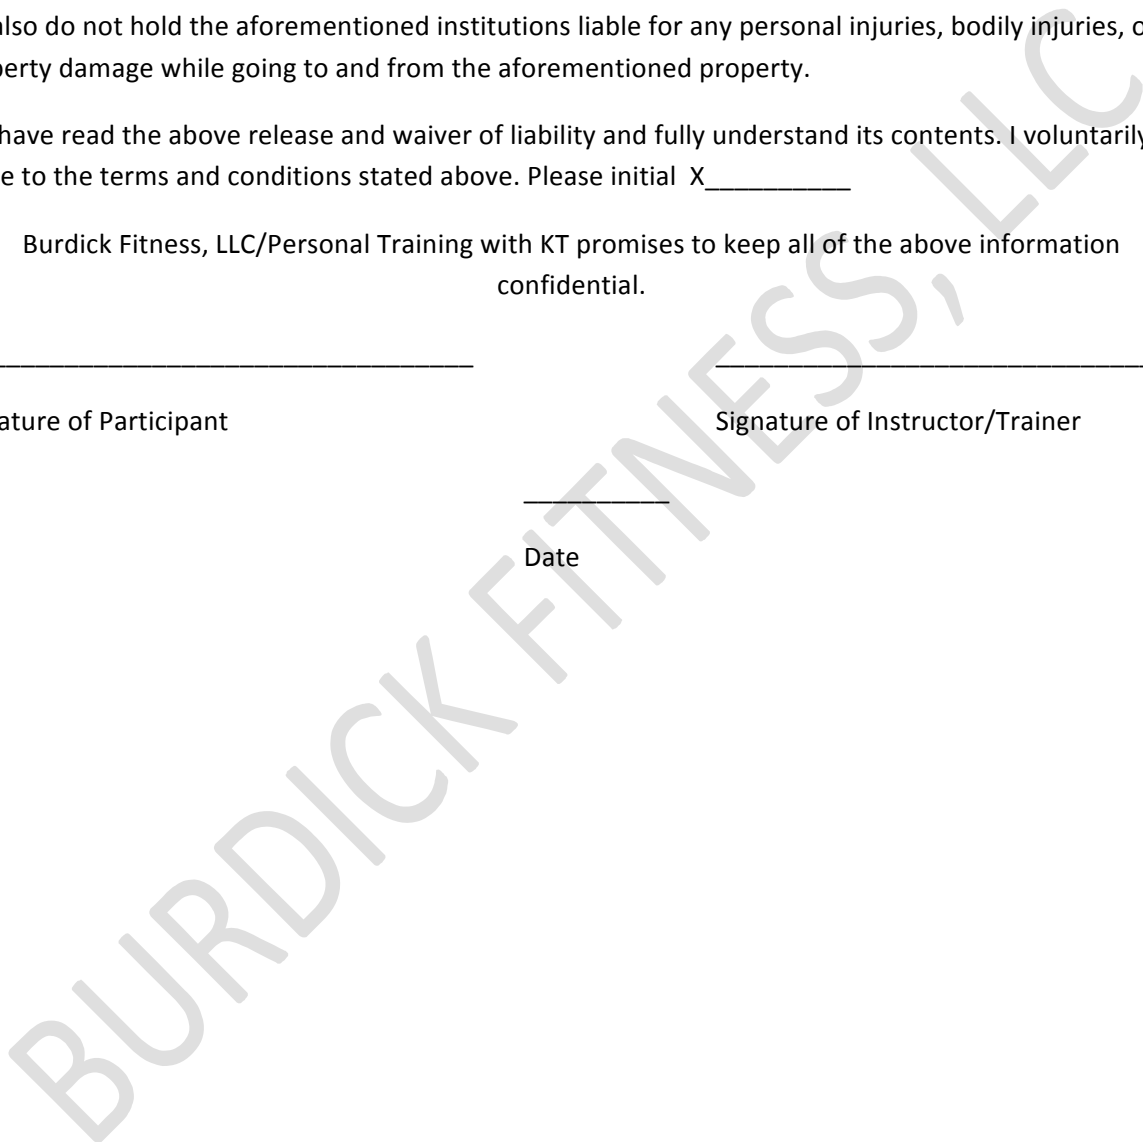 also do not hold the aforementioned institutions liable for any personal injuries, bodily injuries, o
perty damage while going to and from the aforementioned property.
have read the above release and waiver of liability and fully understand its contents. I voluntarily
e to the terms and conditions stated above. Please initial X__________
Burdick Fitness, LLC/Personal Training with KT promises to keep all of the above information
confidential.
ature of Participant Signature of Instructor/Trainer
__________
Date
BURDICK FITNESS, LLC